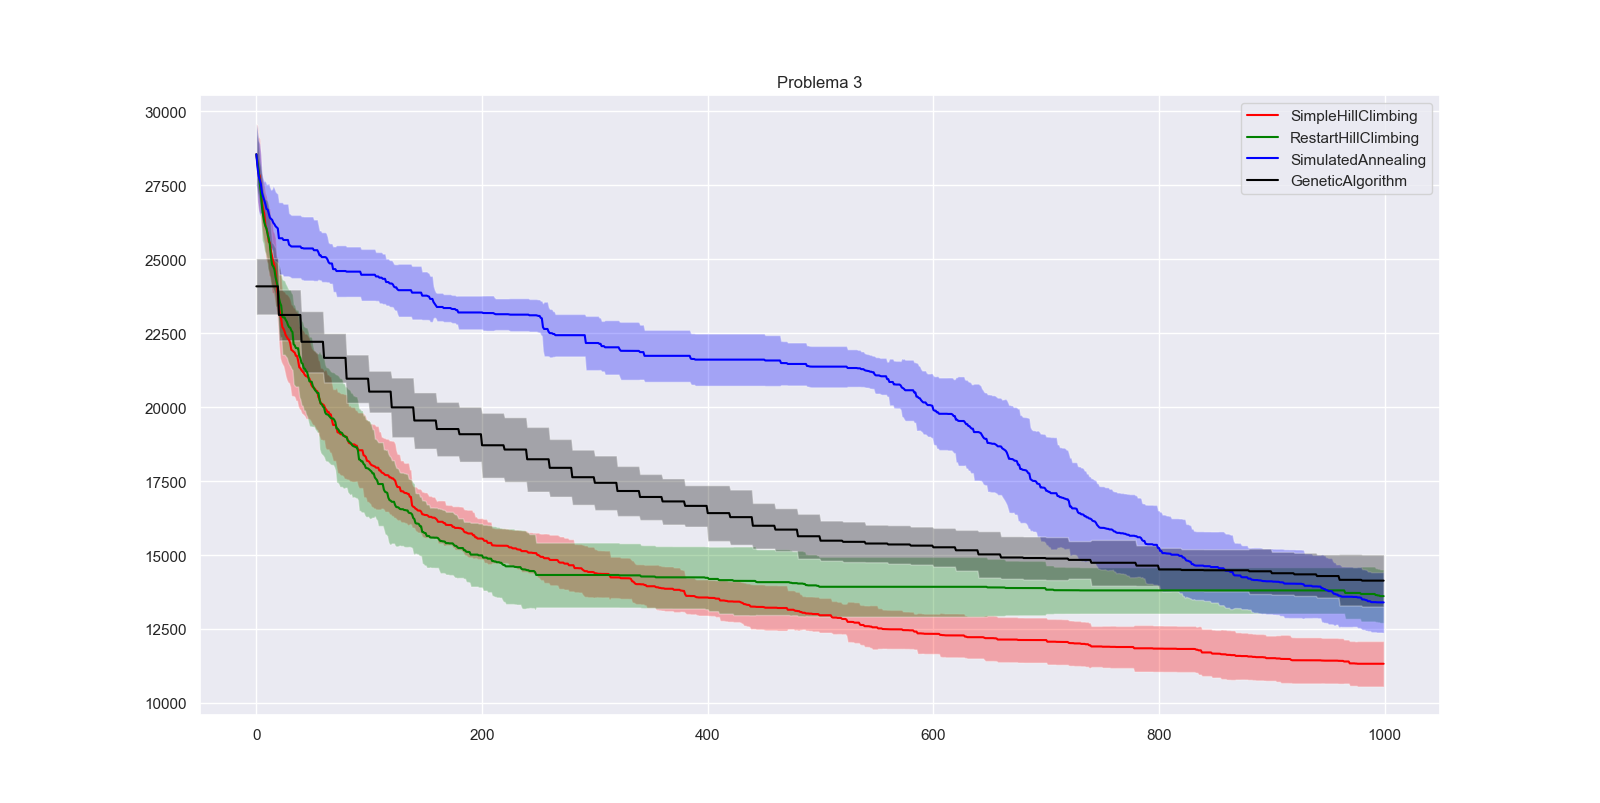 Problema 3
30000
27500
25000
22500
20000
17500
15000
12500
10000
0 200 400 600 800 1000
SimpleHillClimbing
RestartHillClimbing
SimulatedAnnealing
GeneticAlgorithm